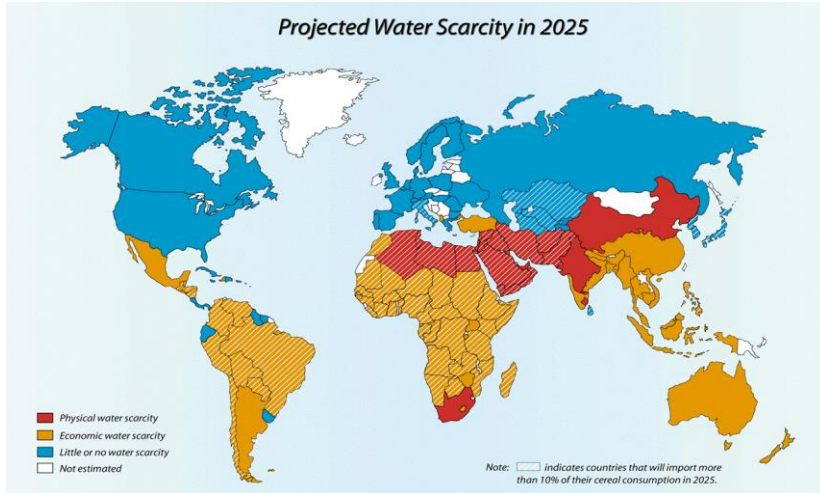 Projected Water Scarcity in 2025
Physical water scarcity
Economic water scarcity
Little or no water scarcity
Not estimated
Note: indicates countries that will import more
than 10% of their cereal consumption in 2025.